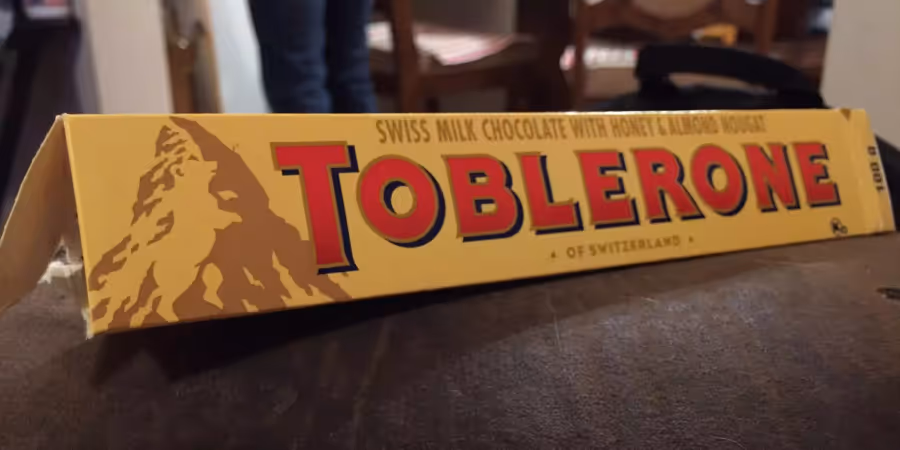 SWISS MILK CHOCOLATE WITH HONEY & ALMOND NOUGAT
TOBLERONE
OF SWITZERLAND
100 g